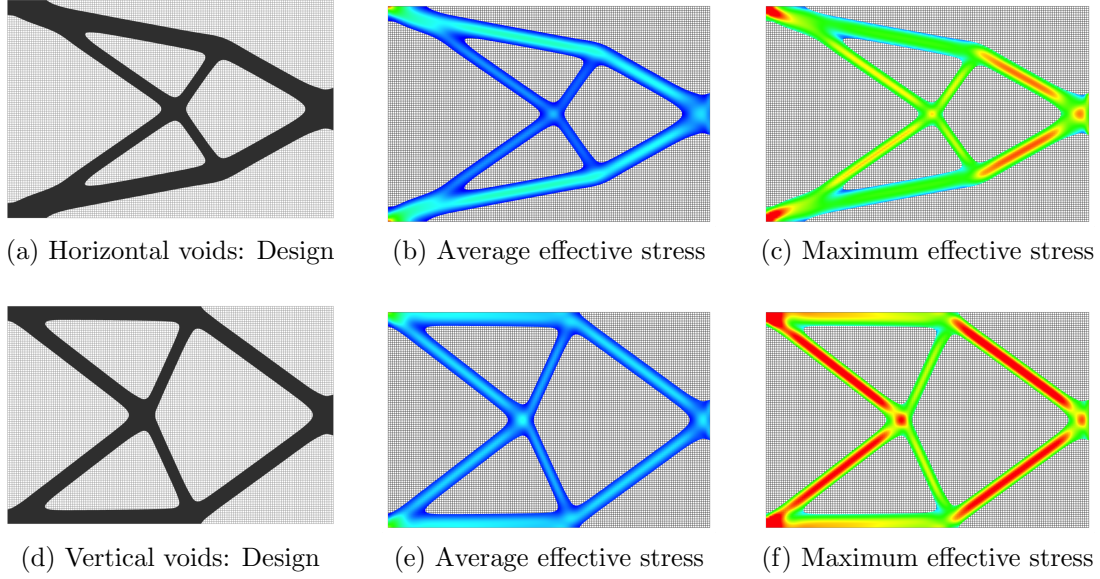 (a) Horizontal voids: Design
(b) Average effective stress
(c) Maximum effective stress
(d) Vertical voids: Design
(e) Average effective stress
(f) Maximum effective stress